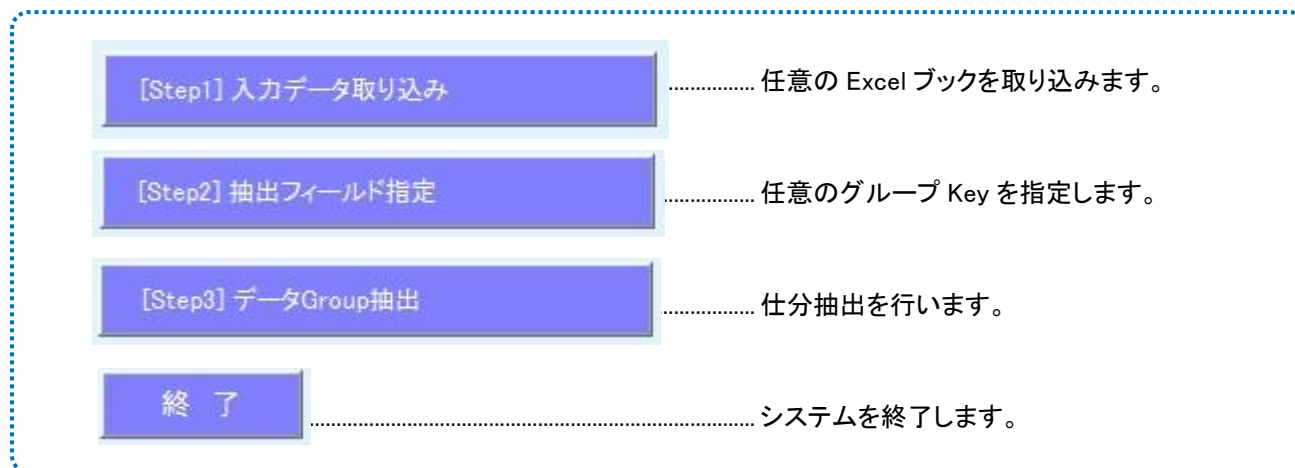 [Step1] 入力データ取り込み ................ 任意の Excel ブックを取り込みます。
[Step2] 抽出フィールド指定 ................. 任意のグループ Key を指定します。
[Step3] データGroup抽出 ................. 仕分抽出を行います。
終 了 ................................................................................ システムを終了します。